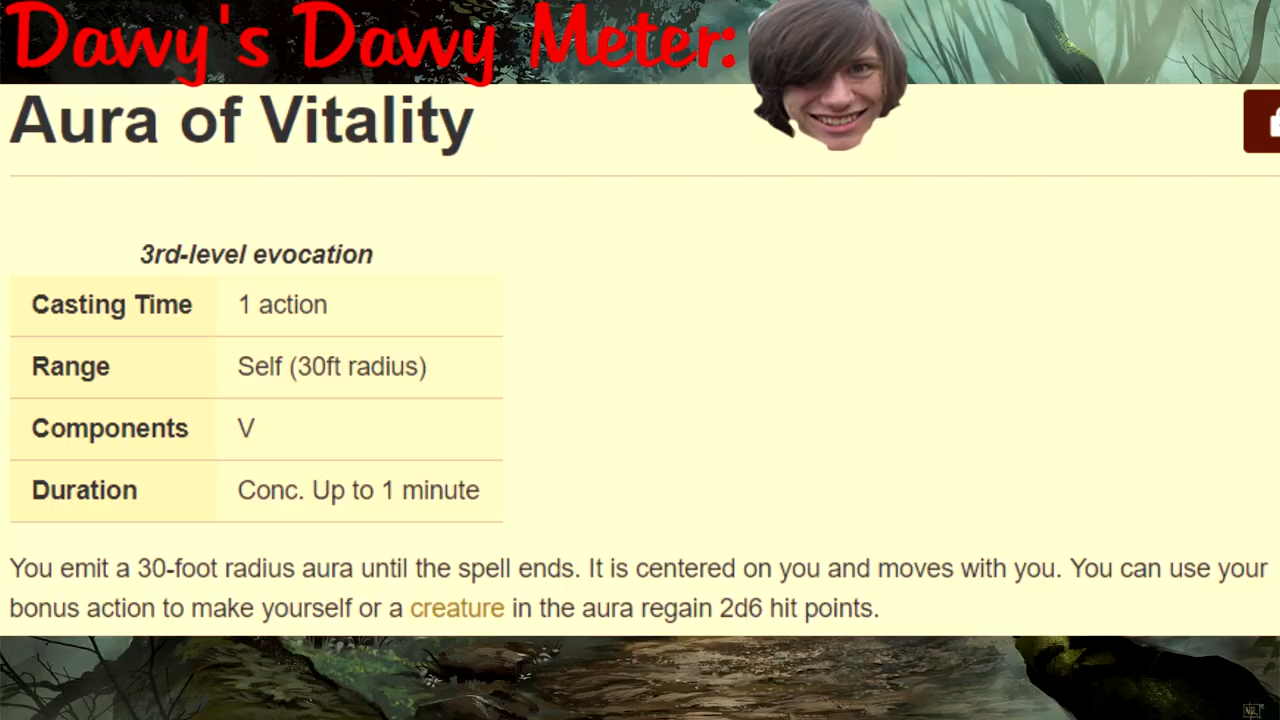 Davvy's Davvy Meter:
Aura of Vitality
3rd-level evocation
Casting Time 1 action
Range Self (30ft radius)
Components V
Duration Conc. Up to 1 minute
You emit a 30-foot radius aura until the spell ends. It is centered on you and moves with you. You can use your
bonus action to make yourself or a creature in the aura regain 2d6 hit points.